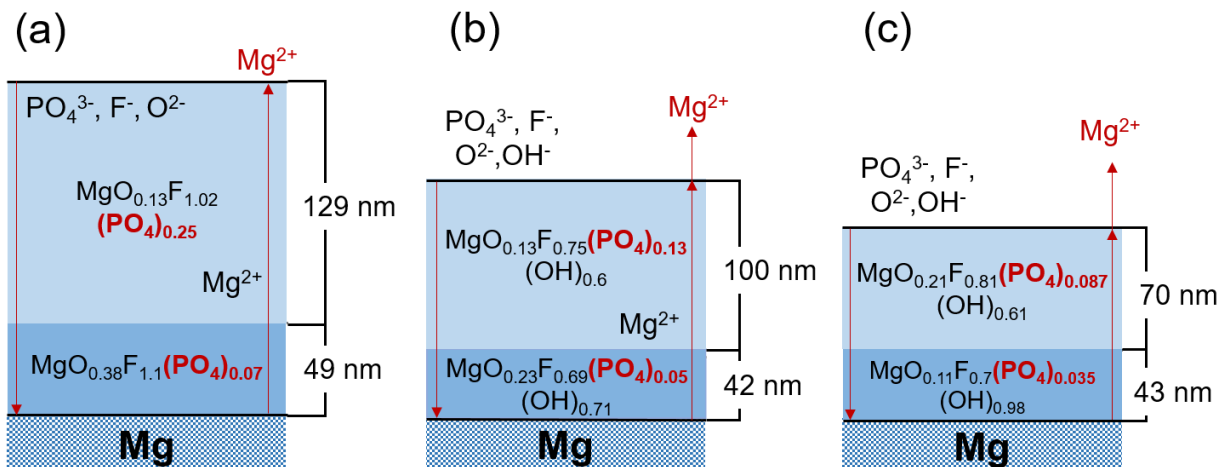 (a)
Mg²⁺
PO₄³⁻, F⁻, O²⁻
MgO₀.₁₃F₁.₀₂
(PO₄)₀.₂₅
129 nm
Mg²⁺
MgO₀.₃₈F₁.₁(PO₄)₀.₀₇
49 nm
Mg
(b)
Mg²⁺
PO₄³⁻, F⁻,
O²⁻,OH⁻
MgO₀.₁₃F₀.₇₅(PO₄)₀.₁₃
(OH)₀.₆
100 nm
Mg²⁺
MgO₀.₂₃F₀.₆₉(PO₄)₀.₀₅
(OH)₀.₇₁
42 nm
Mg
(c)
Mg²⁺
PO₄³⁻, F⁻,
O²⁻,OH⁻
MgO₀.₂₁F₀.₈₁(PO₄)₀.₀₈₇
(OH)₀.₆₁
70 nm
MgO₀.₁₁F₀.₇(PO₄)₀.₀₃₅
(OH)₀.₉₈
43 nm
Mg